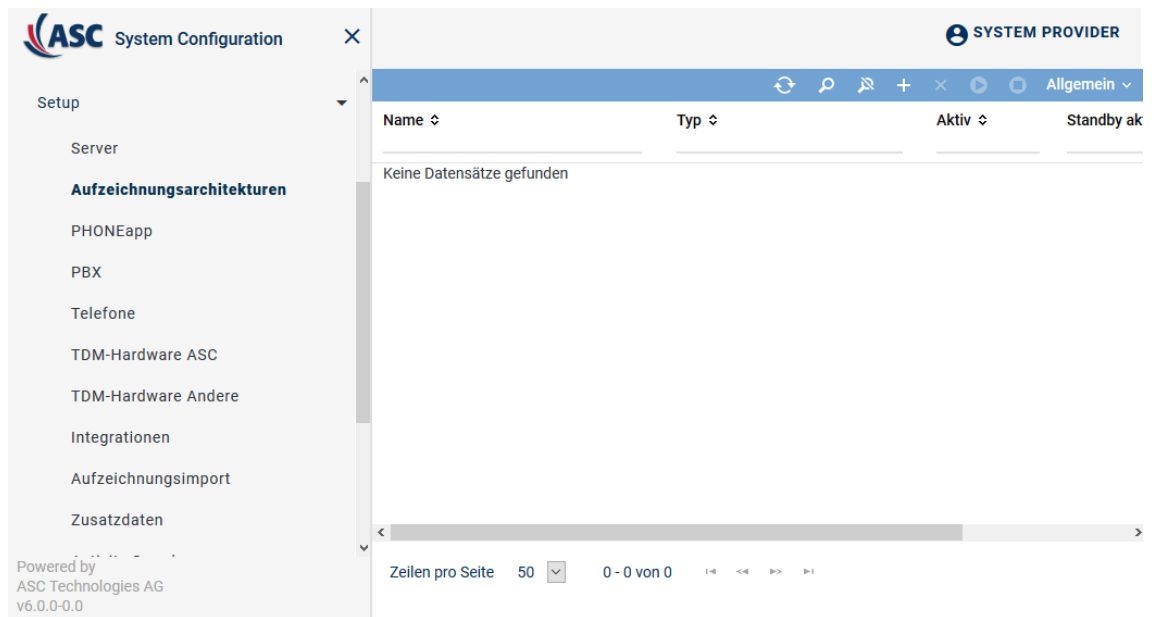 ASC System Configuration
SYSTEM PROVIDER
Setup
Server
Aufzeichnungsarchitekturen
PHONEapp
PBX
Telefone
TDM-Hardware ASC
TDM-Hardware Andere
Integrationen
Aufzeichnungsimport
Zusatzdaten
Powered by
ASC Technologies AG
v6.0.0-0.0
Allgemein
Name Typ Aktiv Standby ak
Keine Datensätze gefunden
Zeilen pro Seite 50 0 - 0 von 0